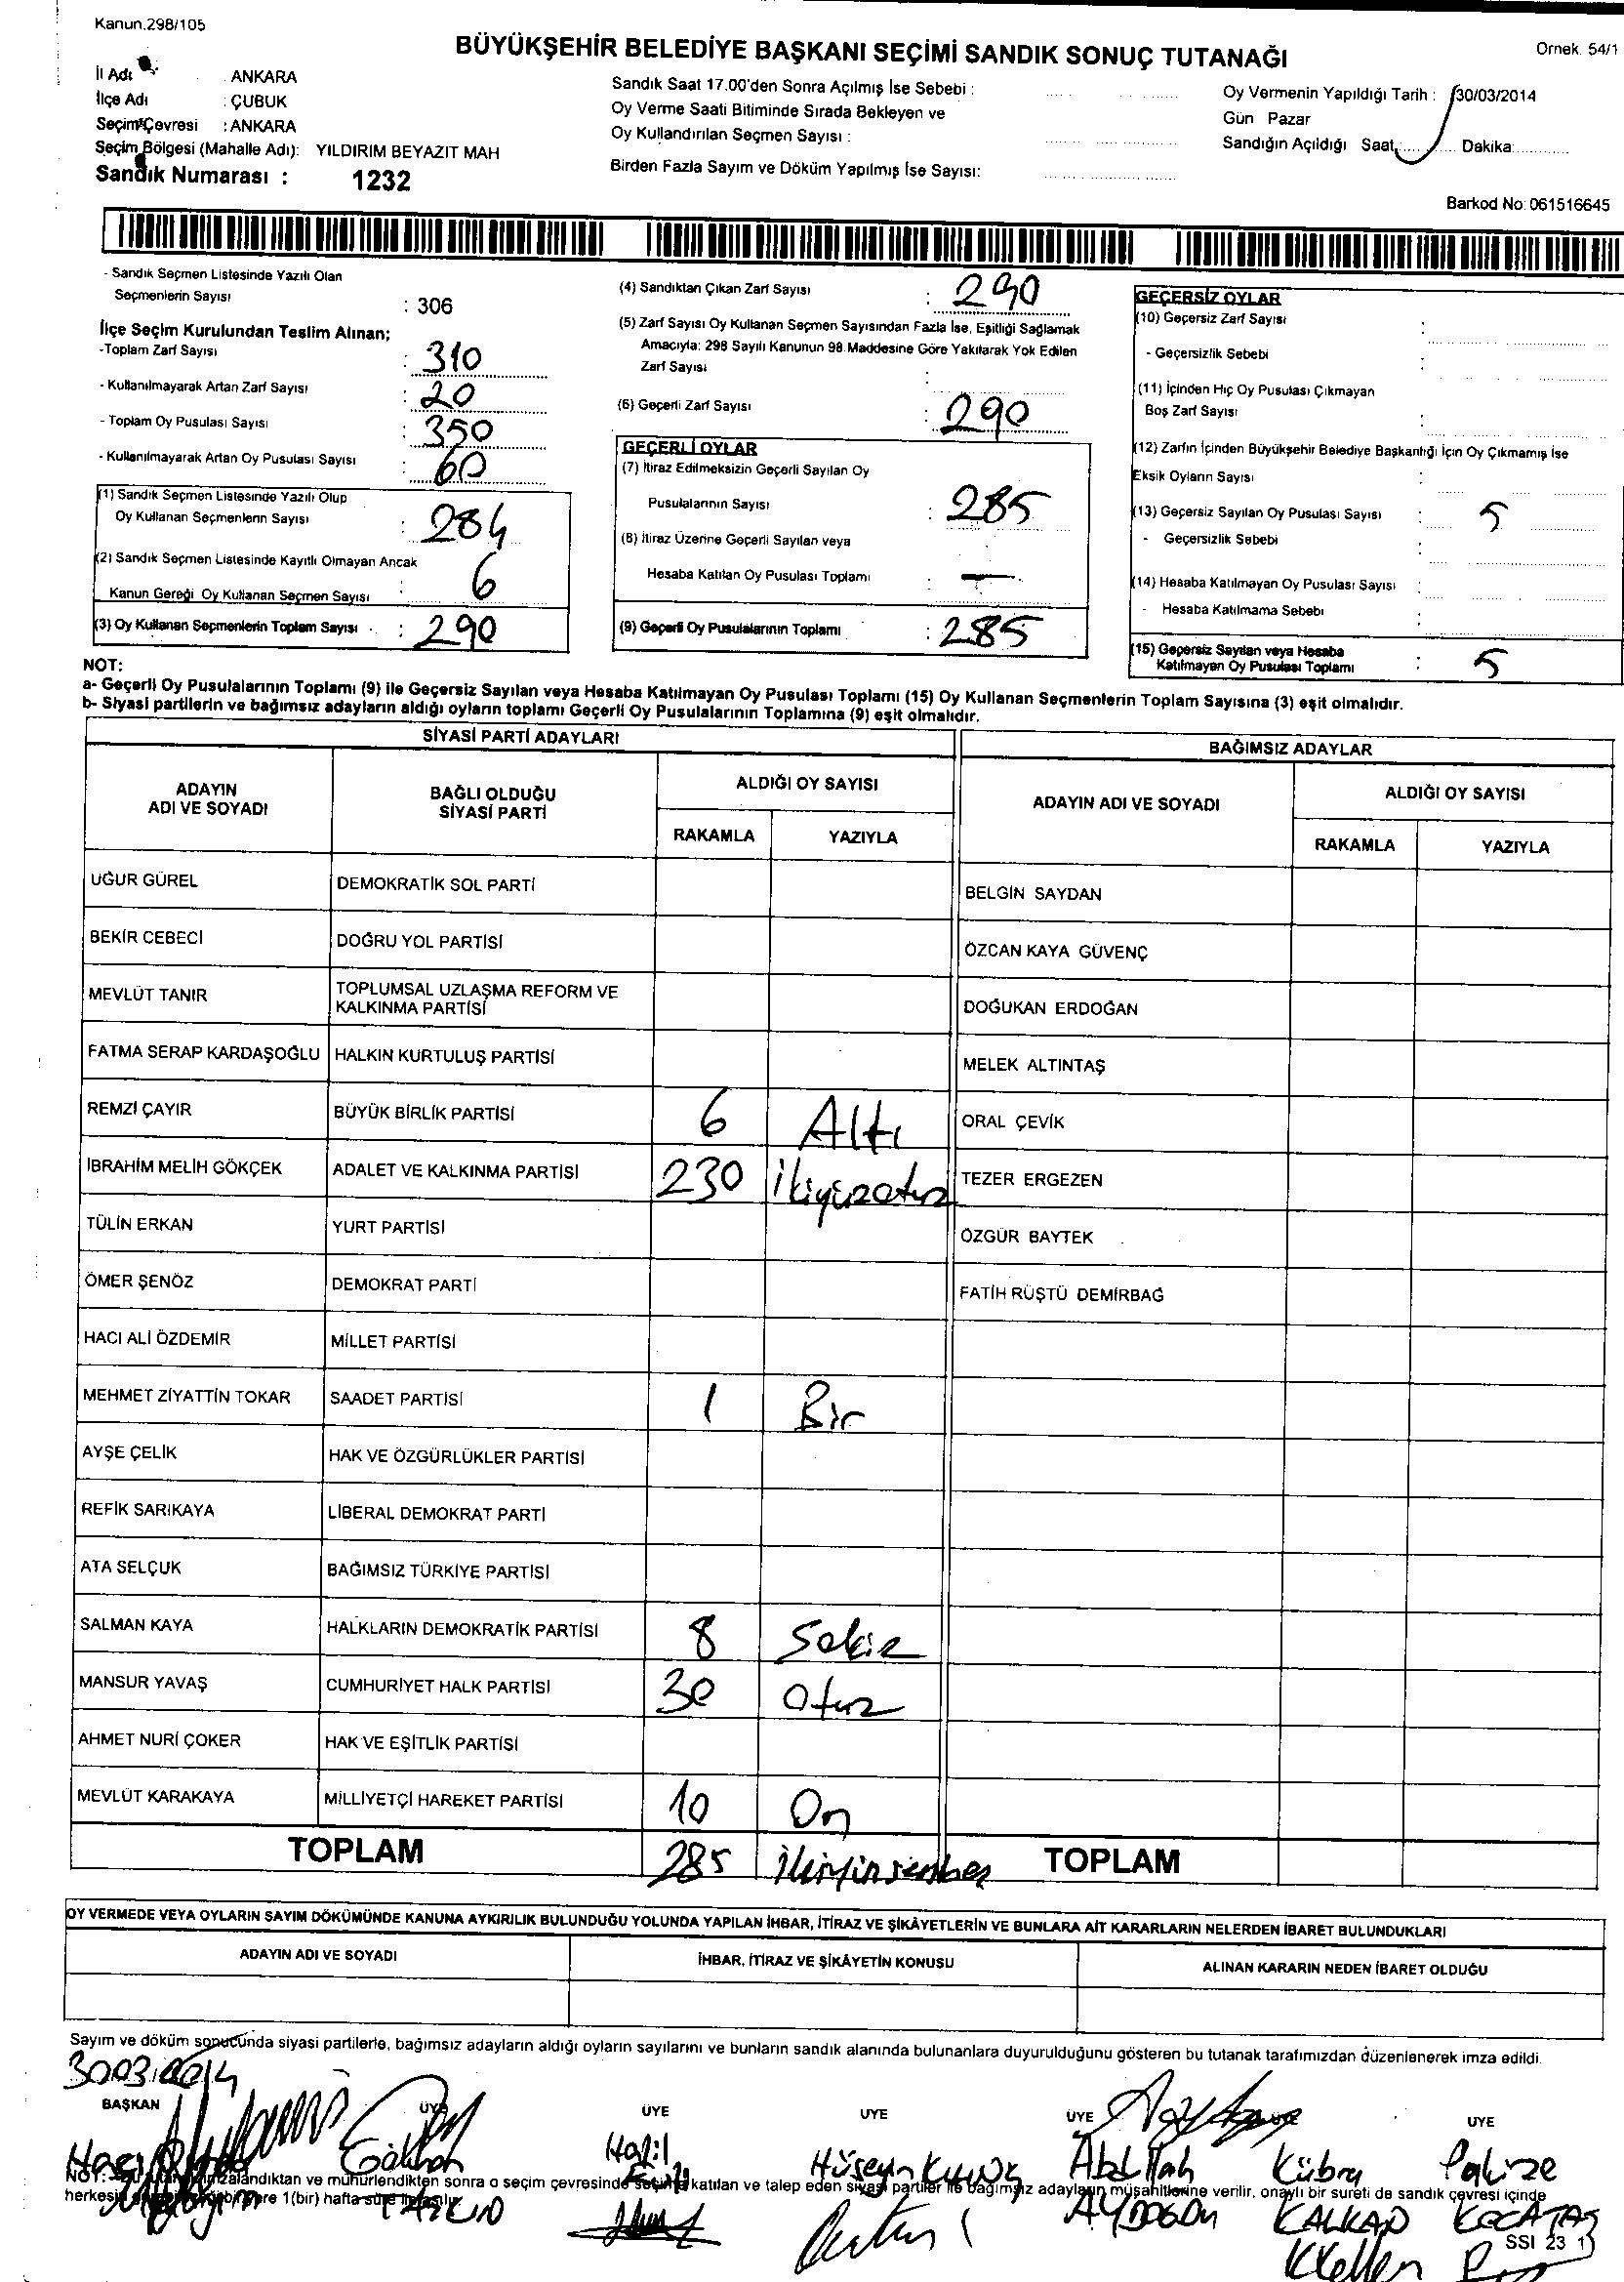 Kanun.298/105
BÜYÜKŞEHİR BELEDİYE BAŞKANI SEÇİMİ SANDIK SONUÇ TUTANAĞI
Örnek. 54/1
İl Adı : ANKARA
İlçe Adı : ÇUBUK
Seçim Çevresi : ANKARA
Seçim Bölgesi (Mahalle Adı): YILDIRIM BEYAZIT MAH
Sandık Numarası : 1232
Sandık Saat 17.00'den Sonra Açılmış İse Sebebi :
Oy Verme Saati Bitiminde Sırada Bekleyen ve
Oy Kullandırılan Seçmen Sayısı :
Birden Fazla Sayım ve Döküm Yapılmış İse Sayısı:
Oy Vermenin Yapıldığı Tarih : 30/03/2014
Gün Pazar
Sandığın Açıldığı Saat:............ Dakika:............
Barkod No: 061516645
- Sandık Seçmen Listesinde Yazılı Olan
Seçmenlerin Sayısı : 306
İlçe Seçim Kurulundan Teslim Alınan;
-Toplam Zarf Sayısı : 310
- Kullanılmayarak Artan Zarf Sayısı : 20
- Toplam Oy Pusulası Sayısı : 350
- Kullanılmayarak Artan Oy Pusulası Sayısı : 60
(1) Sandık Seçmen Listesinde Yazılı Olup
Oy Kullanan Seçmenlerin Sayısı : 284
(2) Sandık Seçmen Listesinde Kayıtlı Olmayan Ancak
Kanun Gereği Oy Kullanan Seçmen Sayısı : 6
(3) Oy Kullanan Seçmenlerin Toplam Sayısı : 290
(4) Sandıktan Çıkan Zarf Sayısı : 290
(5) Zarf Sayısı Oy Kullanan Seçmen Sayısından Fazla İse, Eşitliği Sağlamak
Amacıyla: 298 Sayılı Kanunun 98.Maddesine Göre Yakılarak Yok Edilen
Zarf Sayısı :
(6) Geçerli Zarf Sayısı : 290
GEÇERLİ OYLAR
(7) İtiraz Edilmeksizin Geçerli Sayılan Oy
Pusulalarının Sayısı : 285
(8) İtiraz Üzerine Geçerli Sayılan veya
Hesaba Katılan Oy Pusulası Toplamı : —
(9) Geçerli Oy Pusulalarının Toplamı : 285
GEÇERSİZ OYLAR
(10) Geçersiz Zarf Sayısı :
- Geçersizlik Sebebi :
(11) İçinden Hiç Oy Pusulası Çıkmayan
Boş Zarf Sayısı :
(12) Zarfın İçinden Büyükşehir Belediye Başkanlığı İçin Oy Çıkmamış İse
Eksik Oyların Sayısı :
(13) Geçersiz Sayılan Oy Pusulası Sayısı : 5
- Geçersizlik Sebebi :
(14) Hesaba Katılmayan Oy Pusulası Sayısı :
- Hesaba Katılmama Sebebi :
(15) Geçersiz Sayılan veya Hesaba
Katılmayan Oy Pusulası Toplamı : 5
NOT:
a- Geçerli Oy Pusulalarının Toplamı (9) ile Geçersiz Sayılan veya Hesaba Katılmayan Oy Pusulası Toplamı (15) Oy Kullanan Seçmenlerin Toplam Sayısına (3) eşit olmalıdır.
b- Siyasi partilerin ve bağımsız adayların aldığı oyların toplamı Geçerli Oy Pusulalarının Toplamına (9) eşit olmalıdır.
SİYASİ PARTİ ADAYLARI
ADAYIN ADI VE SOYADI
BAĞLI OLDUĞU SİYASİ PARTİ
ALDIĞI OY SAYISI
RAKAMLA YAZIYLA
UĞUR GÜREL DEMOKRATİK SOL PARTİ
BEKİR CEBECİ DOĞRU YOL PARTİSİ
MEVLÜT TANIR TOPLUMSAL UZLAŞMA REFORM VE
KALKINMA PARTİSİ
FATMA SERAP KARDAŞOĞLU HALKIN KURTULUŞ PARTİSİ
REMZİ ÇAYIR BÜYÜK BİRLİK PARTİSİ 6 Altı
İBRAHİM MELİH GÖKÇEK ADALET VE KALKINMA PARTİSİ 230 İkiyüzotuz
TÜLİN ERKAN YURT PARTİSİ
ÖMER ŞENÖZ DEMOKRAT PARTİ
HACI ALİ ÖZDEMİR MİLLET PARTİSİ
MEHMET ZİYATTİN TOKAR SAADET PARTİSİ 1 Bir
AYŞE ÇELİK HAK VE ÖZGÜRLÜKLER PARTİSİ
REFİK SARIKAYA LİBERAL DEMOKRAT PARTİ
ATA SELÇUK BAĞIMSIZ TÜRKİYE PARTİSİ
SALMAN KAYA HALKLARIN DEMOKRATİK PARTİSİ 8 Sekiz
MANSUR YAVAŞ CUMHURİYET HALK PARTİSİ 30 Otuz
AHMET NURİ ÇOKER HAK VE EŞİTLİK PARTİSİ
MEVLÜT KARAKAYA MİLLİYETÇİ HAREKET PARTİSİ 10 On
TOPLAM 285
BAĞIMSIZ ADAYLAR
ADAYIN ADI VE SOYADI
ALDIĞI OY SAYISI
RAKAMLA YAZIYLA
BELGİN SAYDAN
ÖZCAN KAYA GÜVENÇ
DOĞUKAN ERDOĞAN
MELEK ALTINTAŞ
ORAL ÇEVİK
TEZER ERGEZEN
ÖZGÜR BAYTEK
FATİH RÜŞTÜ DEMİRBAĞ
TOPLAM
OY VERMEDE VEYA OYLARIN SAYIM DÖKÜMÜNDE KANUNA AYKIRILIK BULUNDUĞU YOLUNDA YAPILAN İHBAR, İTİRAZ VE ŞİKÂYETLERİN VE BUNLARA AİT KARARLARIN NELERDEN İBARET BULUNDUKLARI
ADAYIN ADI VE SOYADI
İHBAR, İTİRAZ VE ŞİKÂYETİN KONUSU
ALINAN KARARIN NEDEN İBARET OLDUĞU
Sayım ve döküm sonucunda siyasi partilerle, bağımsız adayların aldığı oyların sayılarını ve bunların sandık alanında bulunanlara duyurulduğunu gösteren bu tutanak tarafımızdan düzenlenerek imza edildi.
30.03.2014
BAŞKAN ÜYE ÜYE ÜYE ÜYE ÜYE
Gökhan Halil Hüseyin Abdullah Kübra Pakize
NOT: zalandıktan ve mühürlendikten sonra o seçim çevresinde katılan ve talep eden siyasi partiler ile bağımsız adayların müşahitlerine verilir, onaylı bir sureti de sandık çevresi içinde
herkesin 1(bir) hafta süre
AYDOĞAN KALKAN KOCATAŞ
SSI 23 1